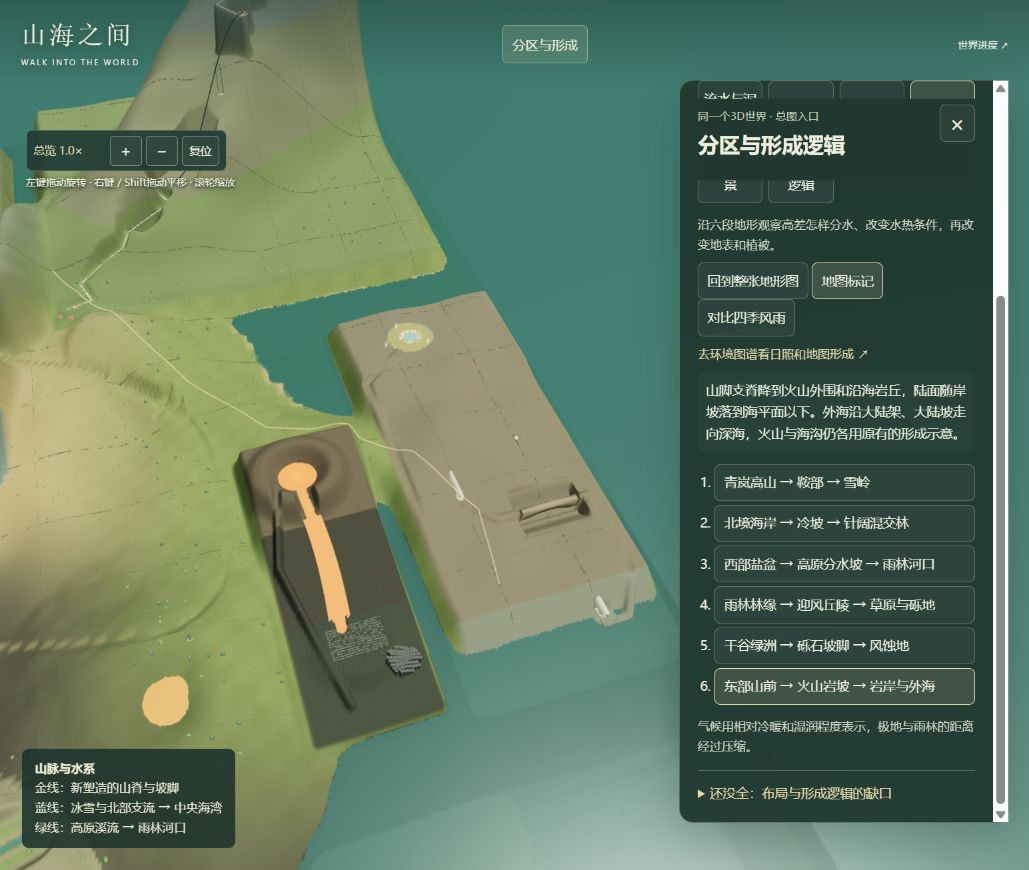 山海之间
WALK INTO THE WORLD
分区与形成
世界进度 ↗
总览 1.0×
+
−
复位
左键拖动旋转 · 右键 / Shift拖动平移 · 滚轮缩放
同一个3D世界 · 总图入口
分区与形成逻辑
×
景
逻辑
沿六段地形观察高差怎样分水、改变水热条件，再改
变地表和植被。
回到整张地形图
地图标记
对比四季风雨
去环境图谱看日照和地图形成 ↗
山脚支脊降到火山外围和沿海岩丘，陆面随岸
坡落到海平面以下。外海沿大陆架、大陆坡走
向深海，火山与海沟仍各用原有的形成示意。
1. 青岚高山 → 鞍部 → 雪岭
2. 北境海岸 → 冷坡 → 针阔混交林
3. 西部盐盆 → 高原分水坡 → 雨林河口
4. 雨林林缘 → 迎风丘陵 → 草原与砾地
5. 干谷绿洲 → 砾石坡脚 → 风蚀地
6. 东部山前 → 火山岩坡 → 岩岸与外海
气候用相对冷暖和湿润程度表示，极地与雨林的距离
经过压缩。
▶ 还没全：布局与形成逻辑的缺口
山脉与水系
金线：新塑造的山脊与坡脚
蓝线：冰雪与北部支流 → 中央海湾
绿线：高原溪流 → 雨林河口